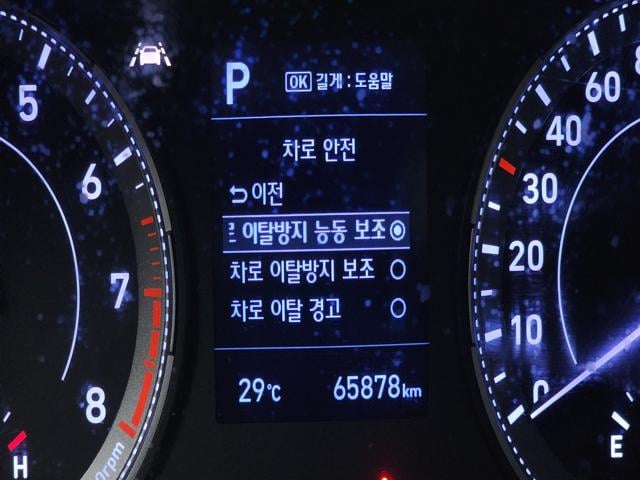 P
OK 길게 : 도움말
차로 안전
이전
이탈방지 능동 보조
차로 이탈방지 보조
차로 이탈 경고
29℃ 65878km
5
6
7
8
H
0rpm
60
40
30
20
10
0
E